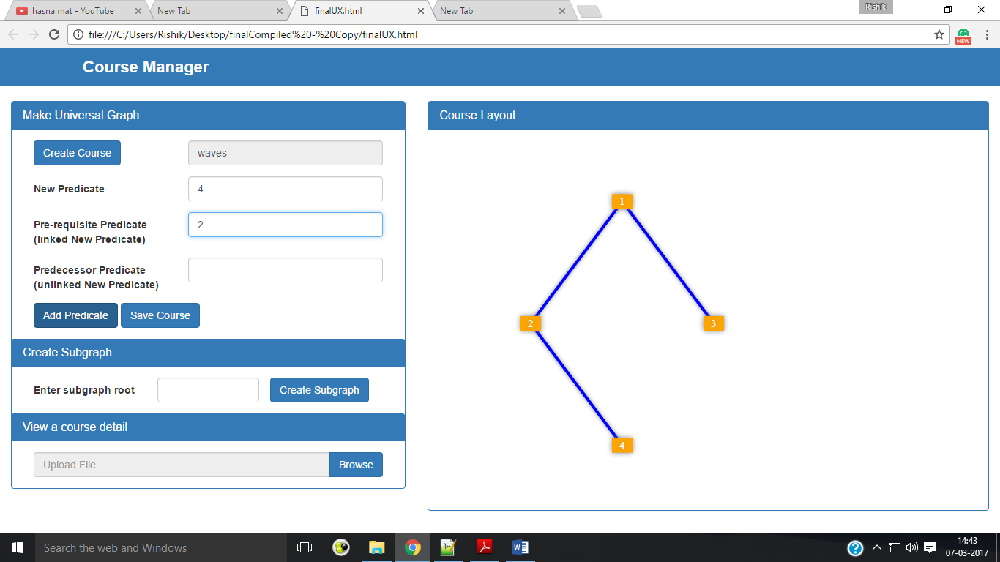 hasna mat - YouTube
New Tab
finalUX.html
New Tab
Rishik
file:///C:/Users/Rishik/Desktop/finalCompiled%20-%20Copy/finalUX.html
NEW
Course Manager
Make Universal Graph
Create Course
waves
New Predicate
4
Pre-requisite Predicate
(linked New Predicate)
2
Predecessor Predicate
(unlinked New Predicate)
Add Predicate
Save Course
Create Subgraph
Enter subgraph root
Create Subgraph
View a course detail
Upload File
Browse
Course Layout
1
2
3
4
Search the web and Windows
14:43
07-03-2017